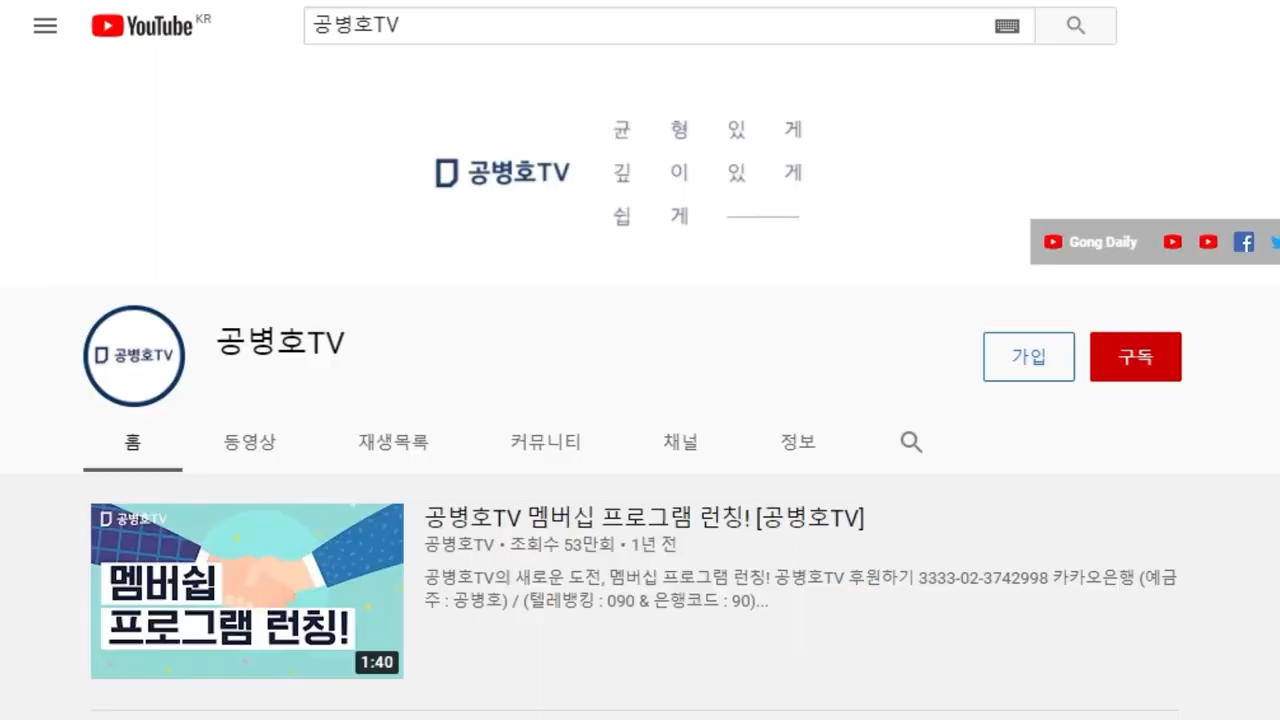 YouTube KR
공병호TV
균 형 있 게
공병호TV
깊 이 있 게
쉽 게
Gong Daily
공병호TV
공병호TV
가입
구독
홈
동영상
재생목록
커뮤니티
채널
정보
공병호TV
멤버쉽
프로그램 런칭!
1:40
공병호TV 멤버십 프로그램 런칭! [공병호TV]
공병호TV • 조회수 53만회 • 1년 전
공병호TV의 새로운 도전, 멤버십 프로그램 런칭! 공병호TV 후원하기 3333-02-3742998 카카오은행 (예금
주 : 공병호) / (텔레뱅킹 : 090 & 은행코드 : 90)...